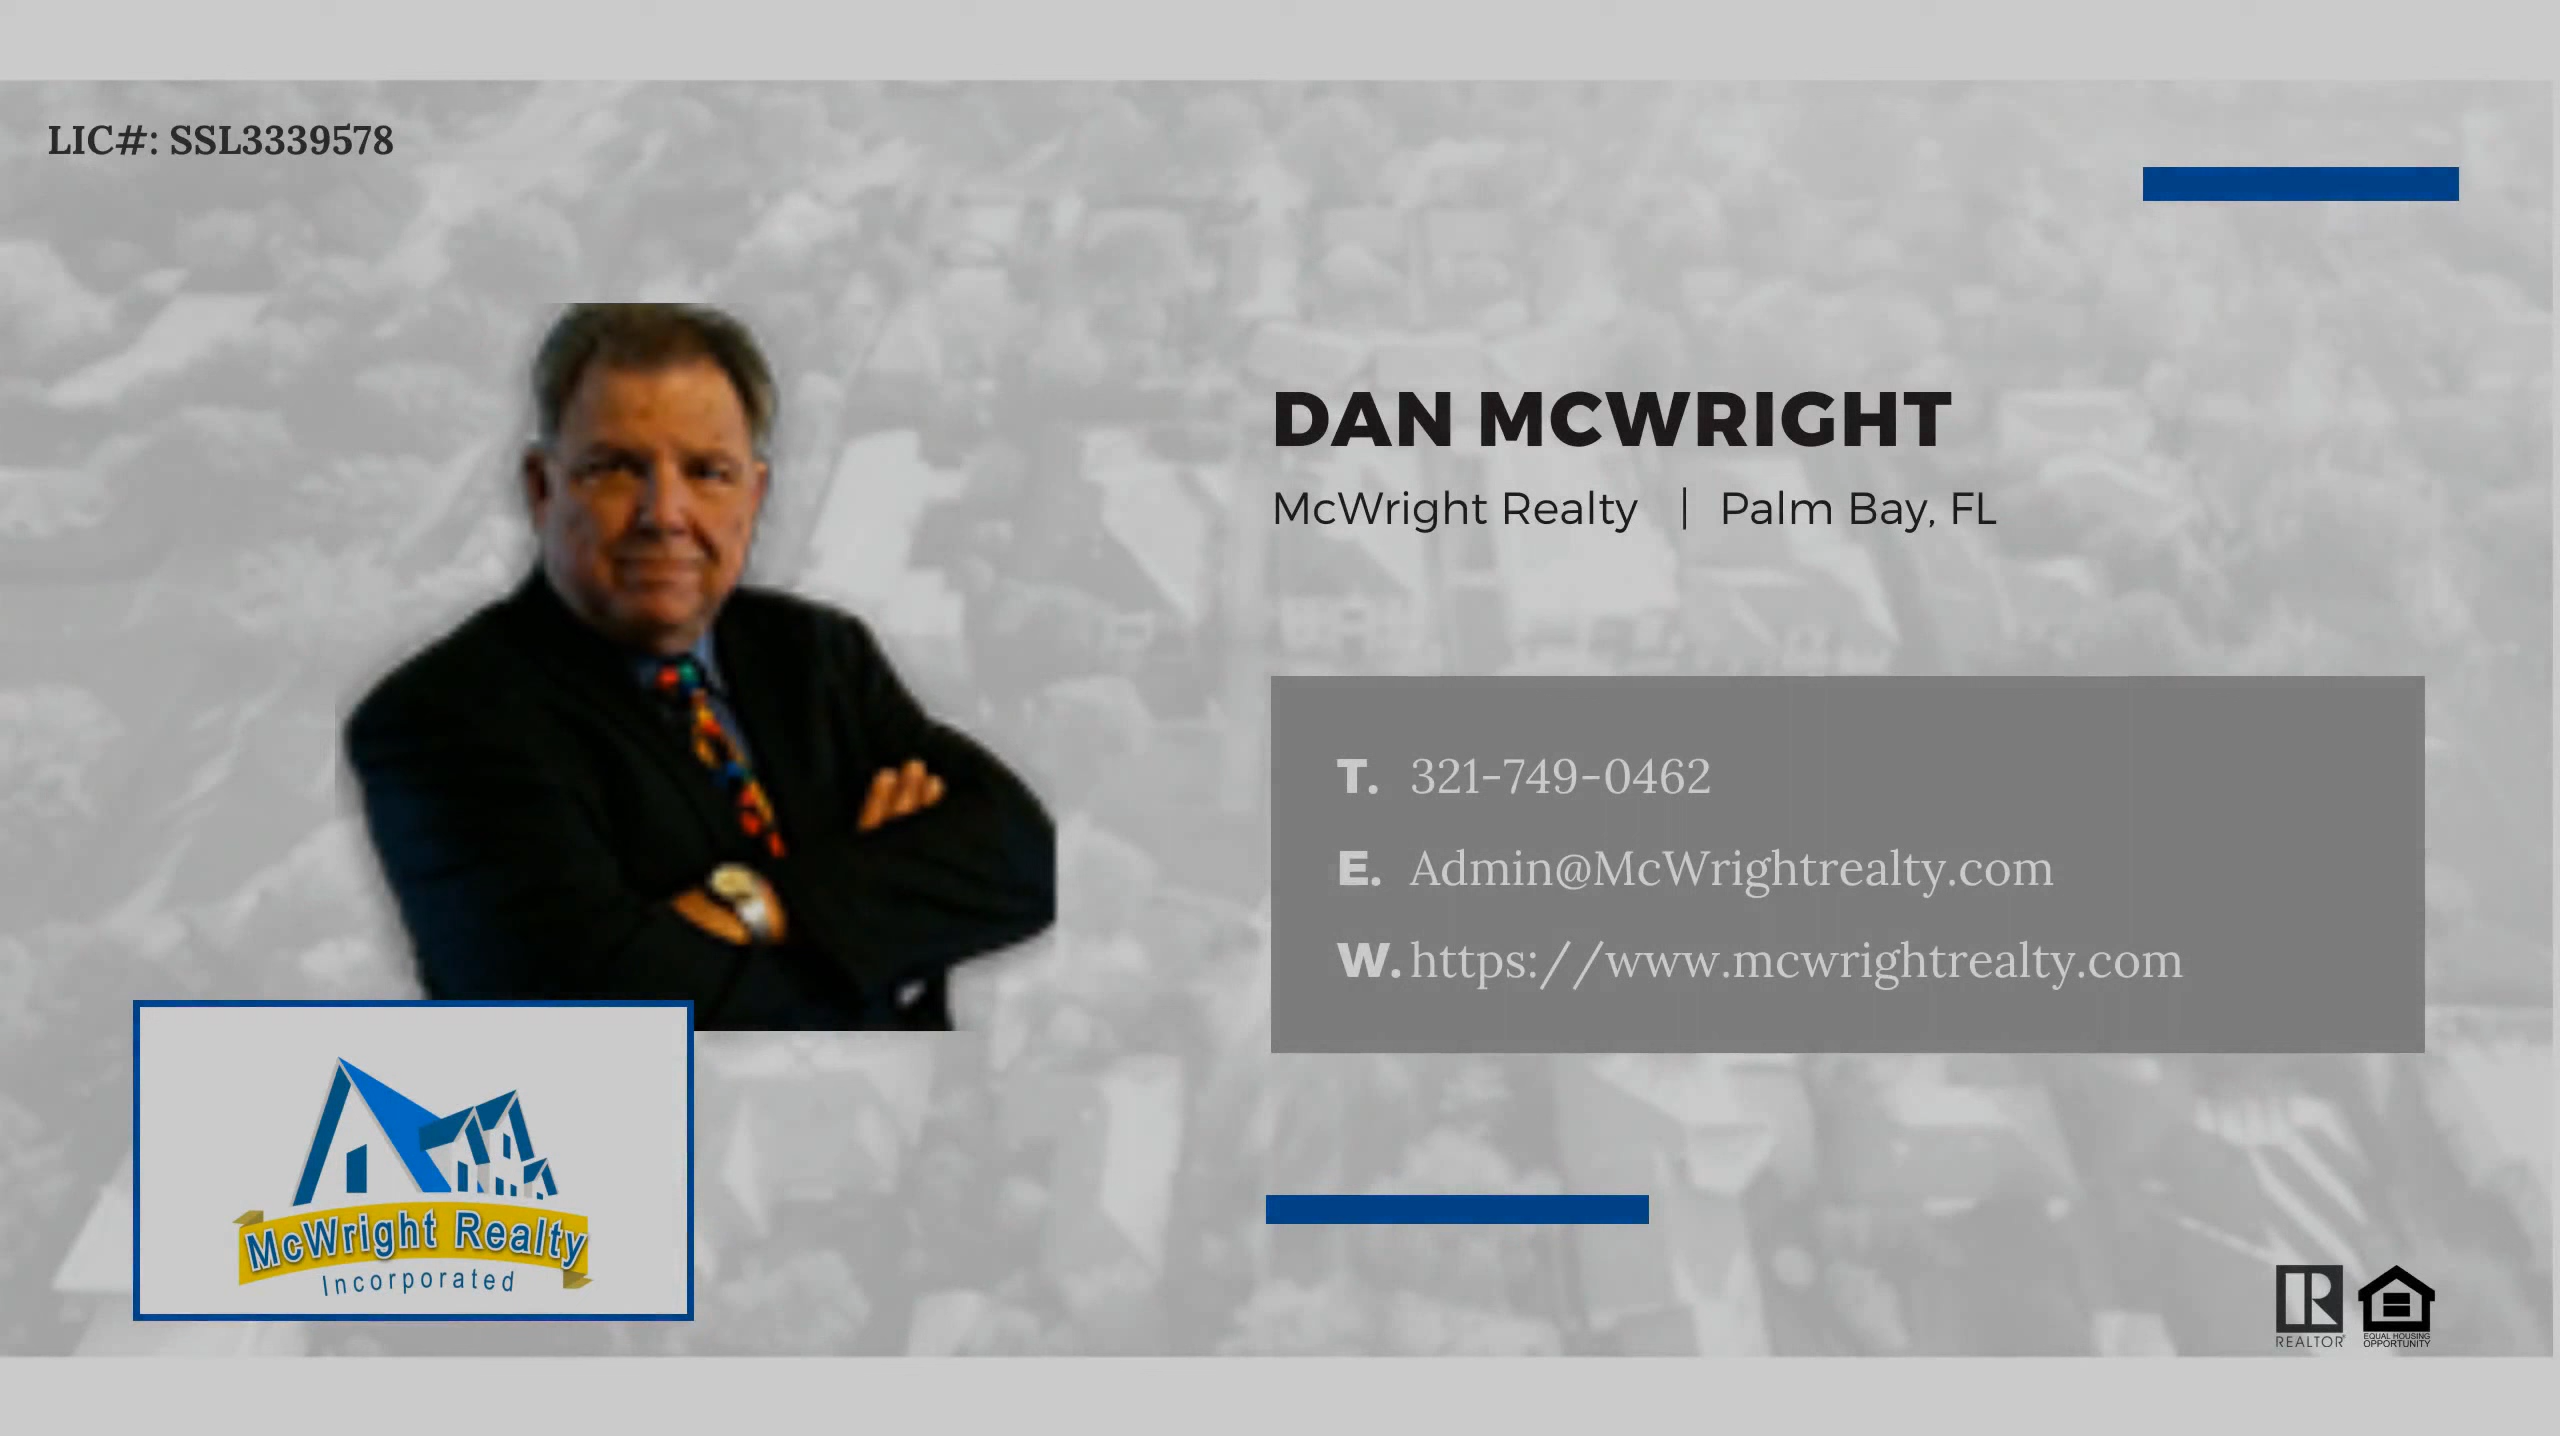 LIC#: SSL3339578
DAN MCWRIGHT
McWright Realty | Palm Bay, FL
T. 321-749-0462
E. Admin@McWrightrealty.com
W. https://www.mcwrightrealty.com
McWright Realty
Incorporated
REALTOR®
EQUAL HOUSING
OPPORTUNITY